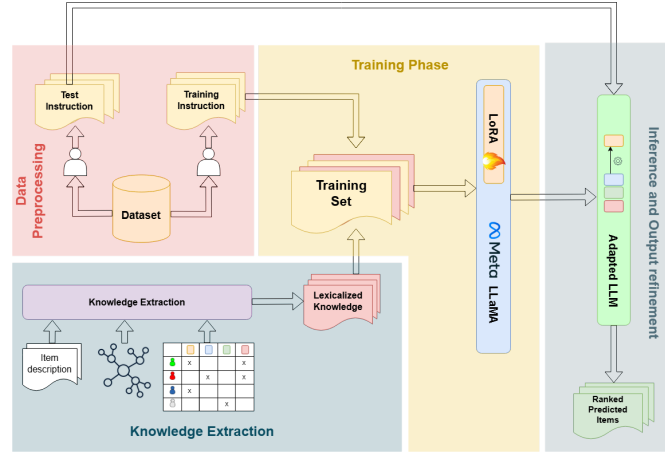 Training Phase
Test
Instruction
Training
Instruction
Data
Preprocessing
Dataset
Training
Set
LoRA
Meta LLaMA
Adapted LLM
Inference and Output refinement
Knowledge Extraction
Lexicalized
Knowledge
Item
description
x
x
x
x
x
x
Knowledge Extraction
Ranked
Predicted
Items